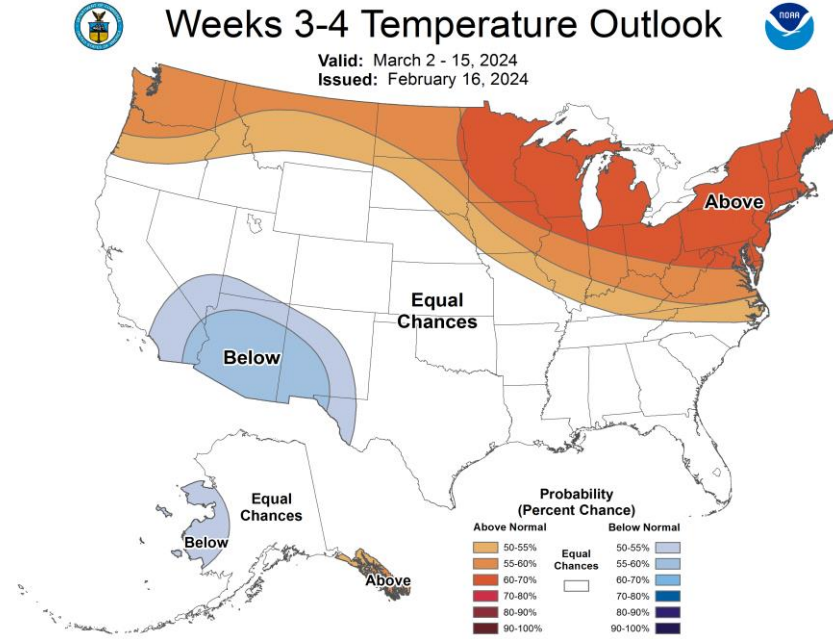 Weeks 3-4 Temperature Outlook
NOAA
Valid: March 2 - 15, 2024
Issued: February 16, 2024
Above
Equal
Chances
Below
Equal
Chances
Below
Above
Probability
(Percent Chance)
Above Normal
Below Normal
50-55%
55-60%
60-70%
70-80%
80-90%
90-100%
Equal
Chances
50-55%
55-60%
60-70%
70-80%
80-90%
90-100%